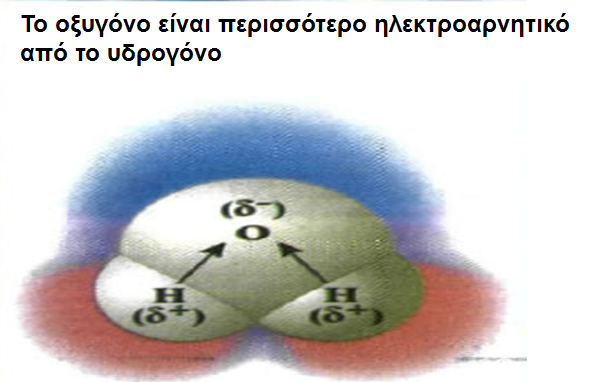 Το οξυγόνο είναι περισσότερο ηλεκτροαρνητικό
από το υδρογόνο
(δ⁻)
O
H H
(δ⁺) (δ⁺)